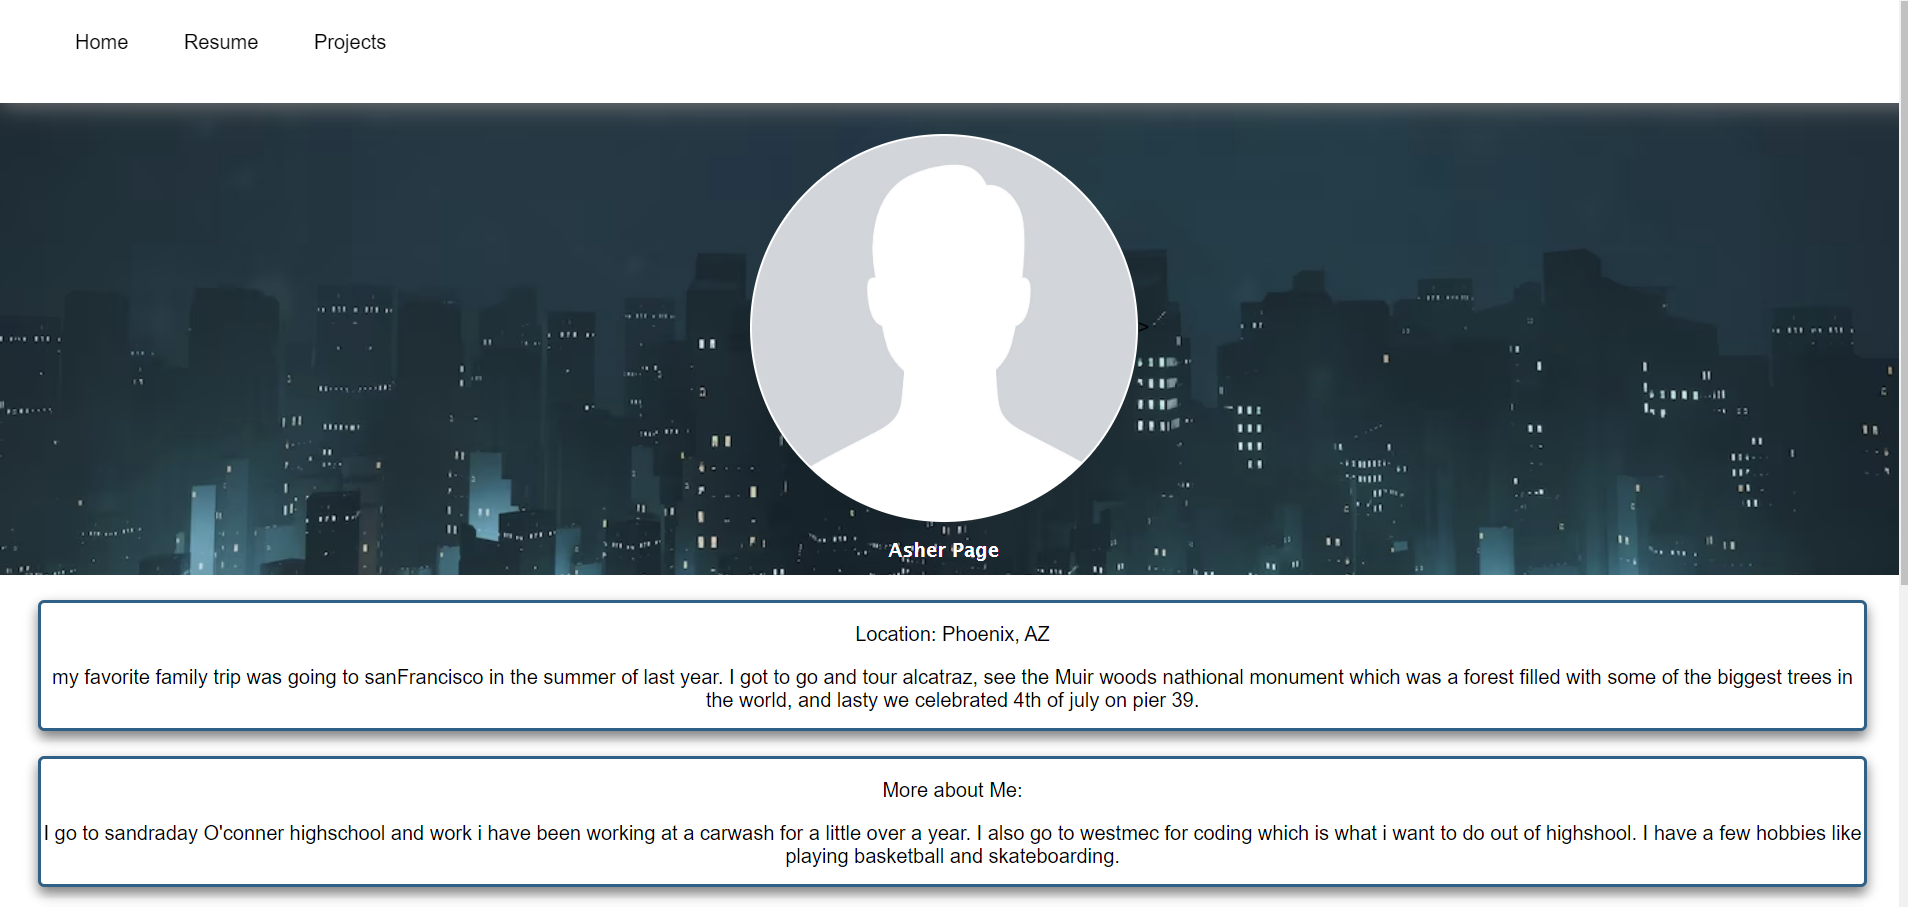 Home Resume Projects
>
Asher Page
Location: Phoenix, AZ
my favorite family trip was going to sanFrancisco in the summer of last year. I got to go and tour alcatraz, see the Muir woods nathional monument which was a forest filled with some of the biggest trees in
the world, and lasty we celebrated 4th of july on pier 39.
More about Me:
I go to sandraday O'conner highschool and work i have been working at a carwash for a little over a year. I also go to westmec for coding which is what i want to do out of highshool. I have a few hobbies like
playing basketball and skateboarding.